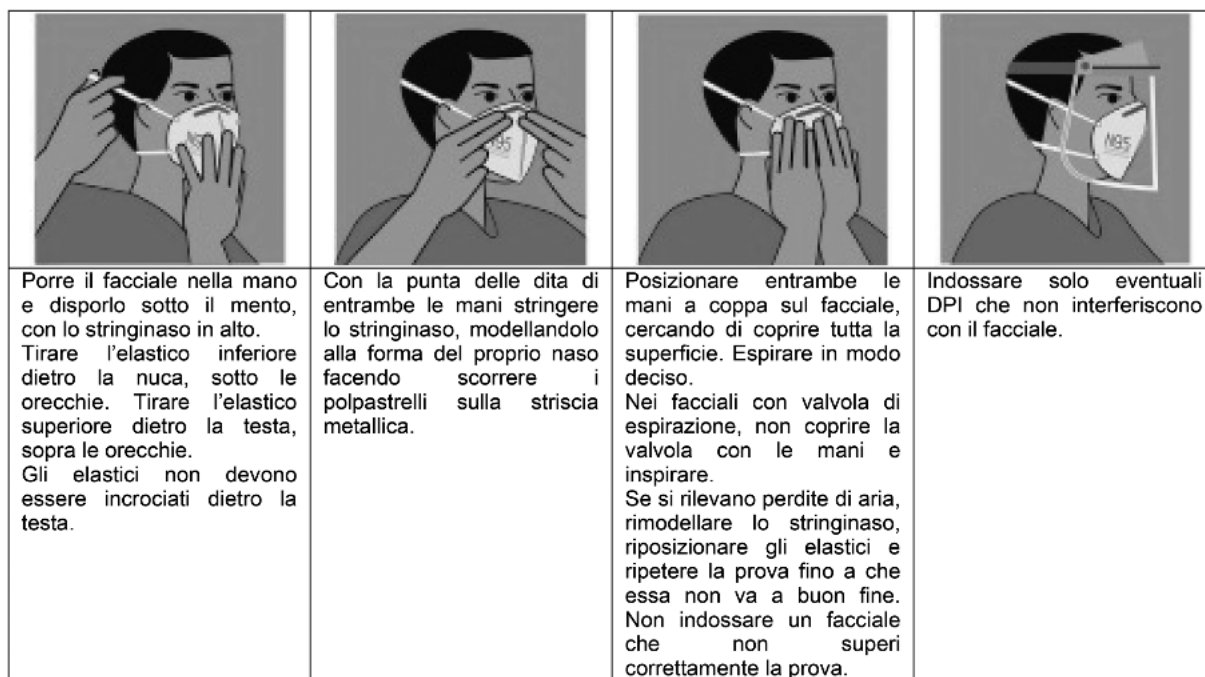 N95
N95
N95
Porre il facciale nella mano
e disporlo sotto il mento,
con lo stringinaso in alto.
Tirare l'elastico inferiore
dietro la nuca, sotto le
orecchie. Tirare l'elastico
superiore dietro la testa,
sopra le orecchie.
Gli elastici non devono
essere incrociati dietro la
testa.
Con la punta delle dita di
entrambe le mani stringere
lo stringinaso, modellandolo
alla forma del proprio naso
facendo scorrere i
polpastrelli sulla striscia
metallica.
Posizionare entrambe le
mani a coppa sul facciale,
cercando di coprire tutta la
superficie. Espirare in modo
deciso.
Nei facciali con valvola di
espirazione, non coprire la
valvola con le mani e
inspirare.
Se si rilevano perdite di aria,
rimodellare lo stringinaso,
riposizionare gli elastici e
ripetere la prova fino a che
essa non va a buon fine.
Non indossare un facciale
che non superi
correttamente la prova.
Indossare solo eventuali
DPI che non interferiscono
con il facciale.